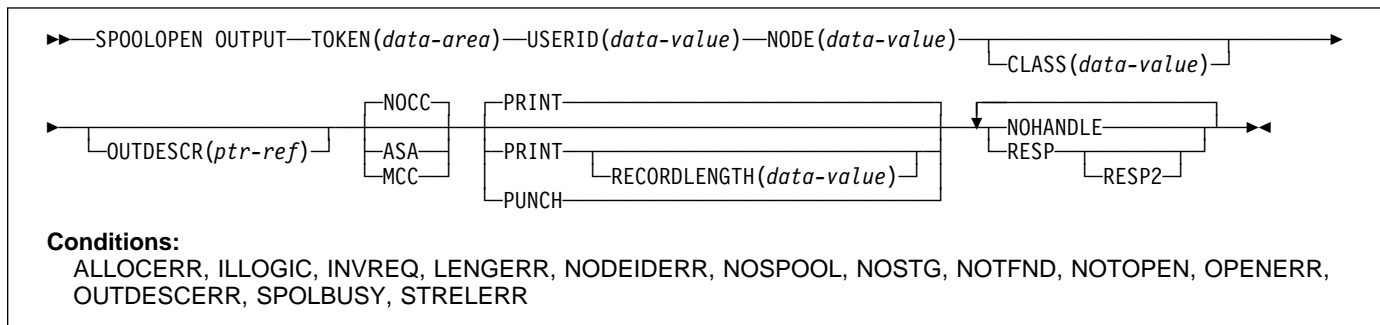 SPOOLOPEN OUTPUT TOKEN(data-area) USERID(data-value) NODE(data-value)
CLASS(data-value)
NOCC PRINT
OUTDESCR(ptr-ref) ASA PRINT NOHANDLE
MCC RECORDLENGTH(data-value) RESP
PUNCH RESP2
Conditions:
ALLOCERR, ILLOGIC, INVREQ, LENGERR, NODEIDERR, NOSPOOL, NOSTG, NOTFND, NOTOPEN, OPENERR,
OUTDESCERR, SPOLBUSY, STRELERR